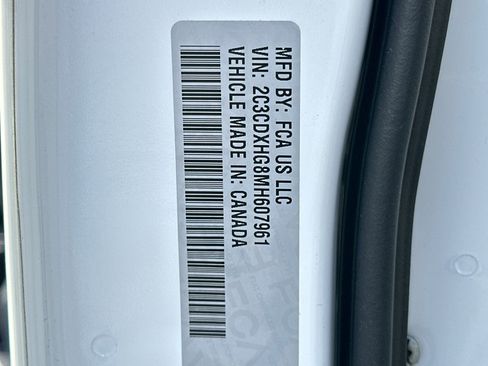 MFD BY: FCA US LLC
VIN: 2C3CDXHG8MH607961
VEHICLE MADE IN: CANADA